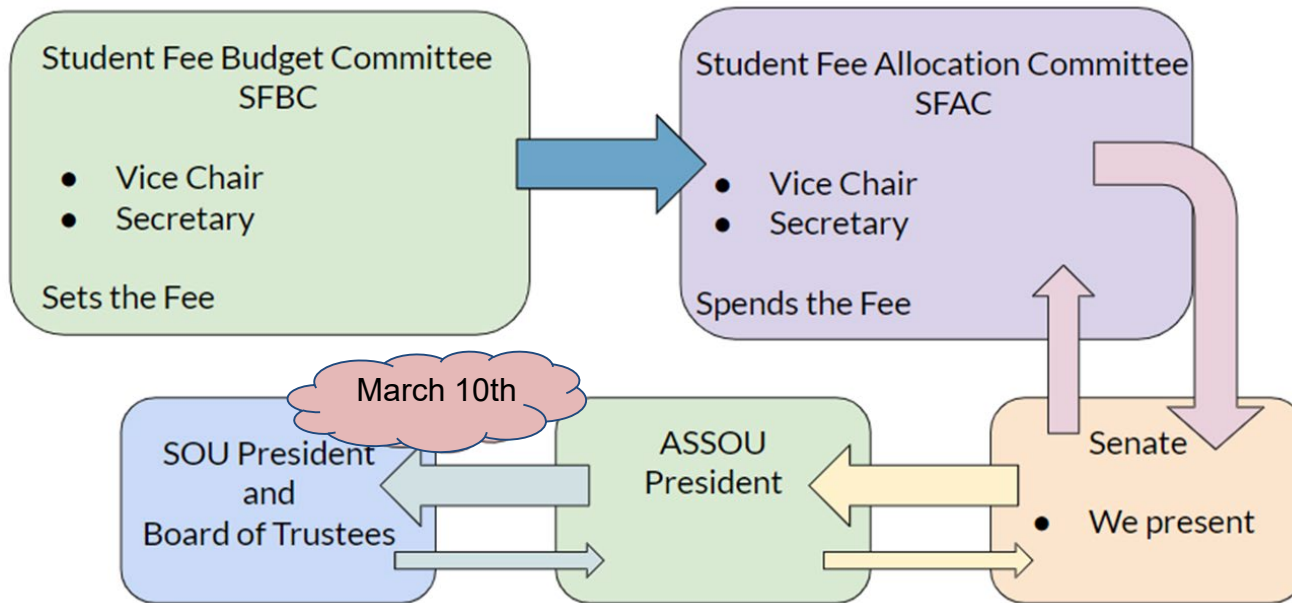 Student Fee Budget Committee
SFBC
● Vice Chair
● Secretary
Sets the Fee
Student Fee Allocation Committee
SFAC
● Vice Chair
● Secretary
Spends the Fee
March 10th
SOU President
and
Board of Trustees
ASSOU
President
Senate
● We present